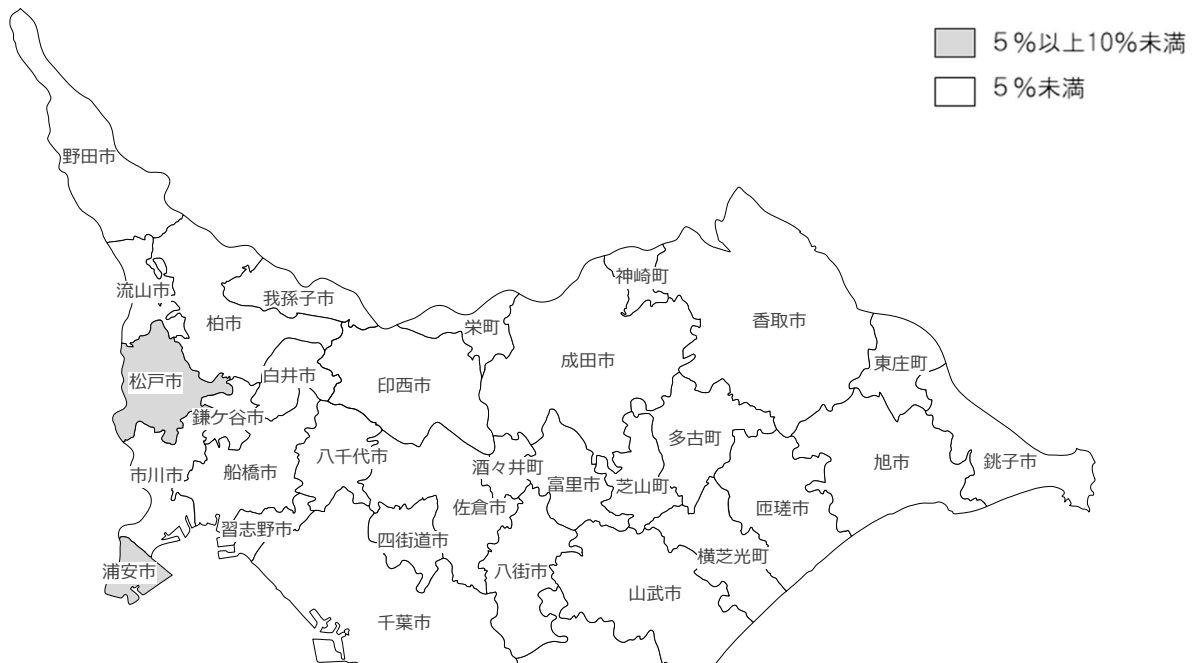 ５％以上10％未満
５％未満
野田市
流山市
柏市
我孫子市
栄町
神崎町
香取市
成田市
東庄町
松戸市
白井市
印西市
鎌ケ谷市
多古町
市川市
船橋市
八千代市
酒々井町
富里市
芝山町
旭市
銚子市
佐倉市
匝瑳市
習志野市
四街道市
横芝光町
浦安市
八街市
山武市
千葉市